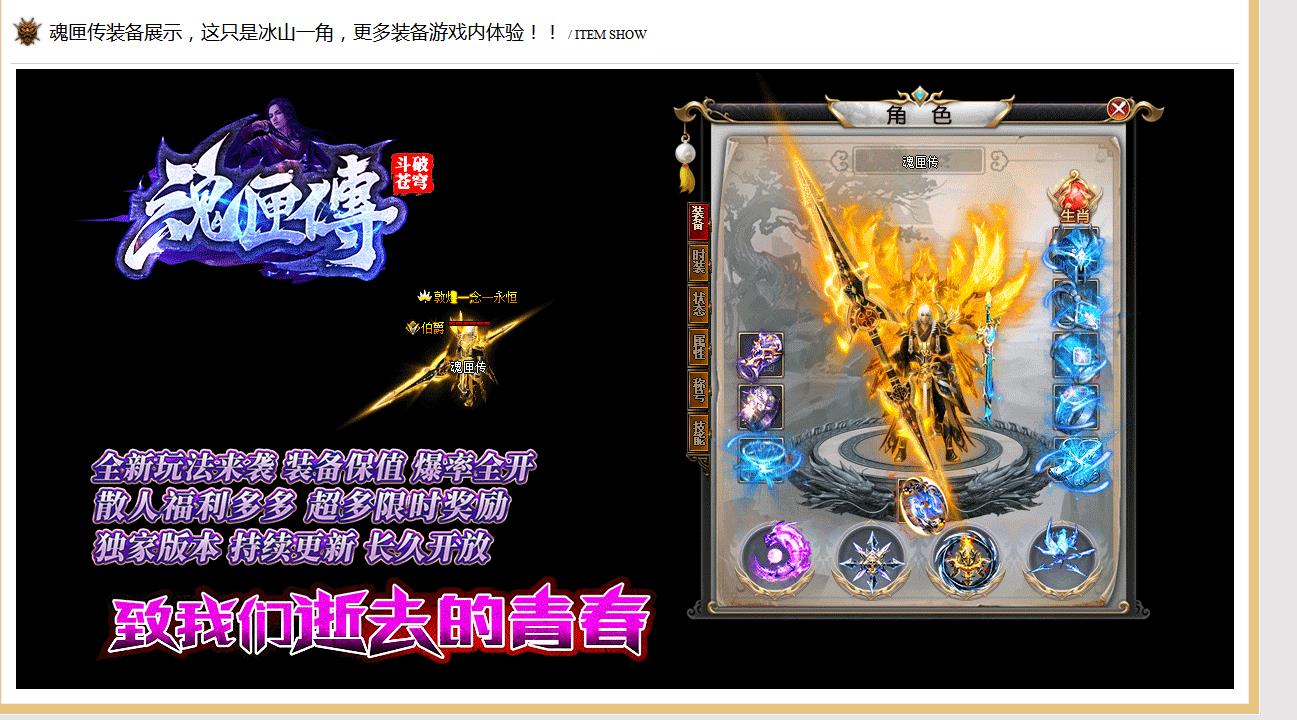 魂匣传装备展示，这只是冰山一角，更多装备游戏内体验！！ / ITEM SHOW
魂匣傳
斗破
苍穹
敦煌一念一永恒
伯爵
魂匣传
全新玩法来袭 装备保值 爆率全开
散人福利多多 超多限时奖励
独家版本 持续更新 长久开放
致我们逝去的青春
角 色
魂匣传
生肖
装备
时装
状态
属性
称号
技能